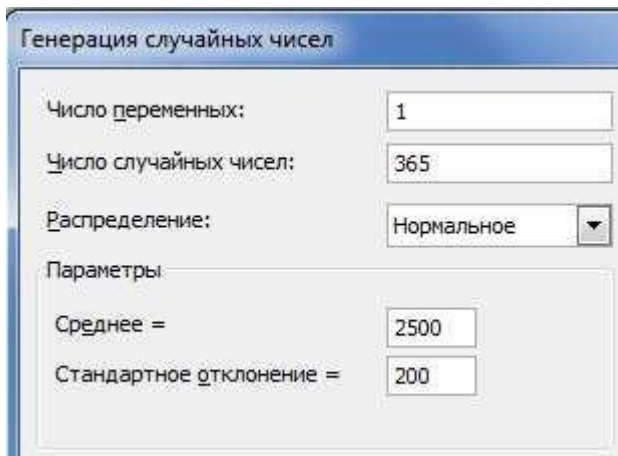 Генерация случайных чисел
Число переменных: 1
Число случайных чисел: 365
Распределение: Нормальное
Параметры
Среднее = 2500
Стандартное отклонение = 200